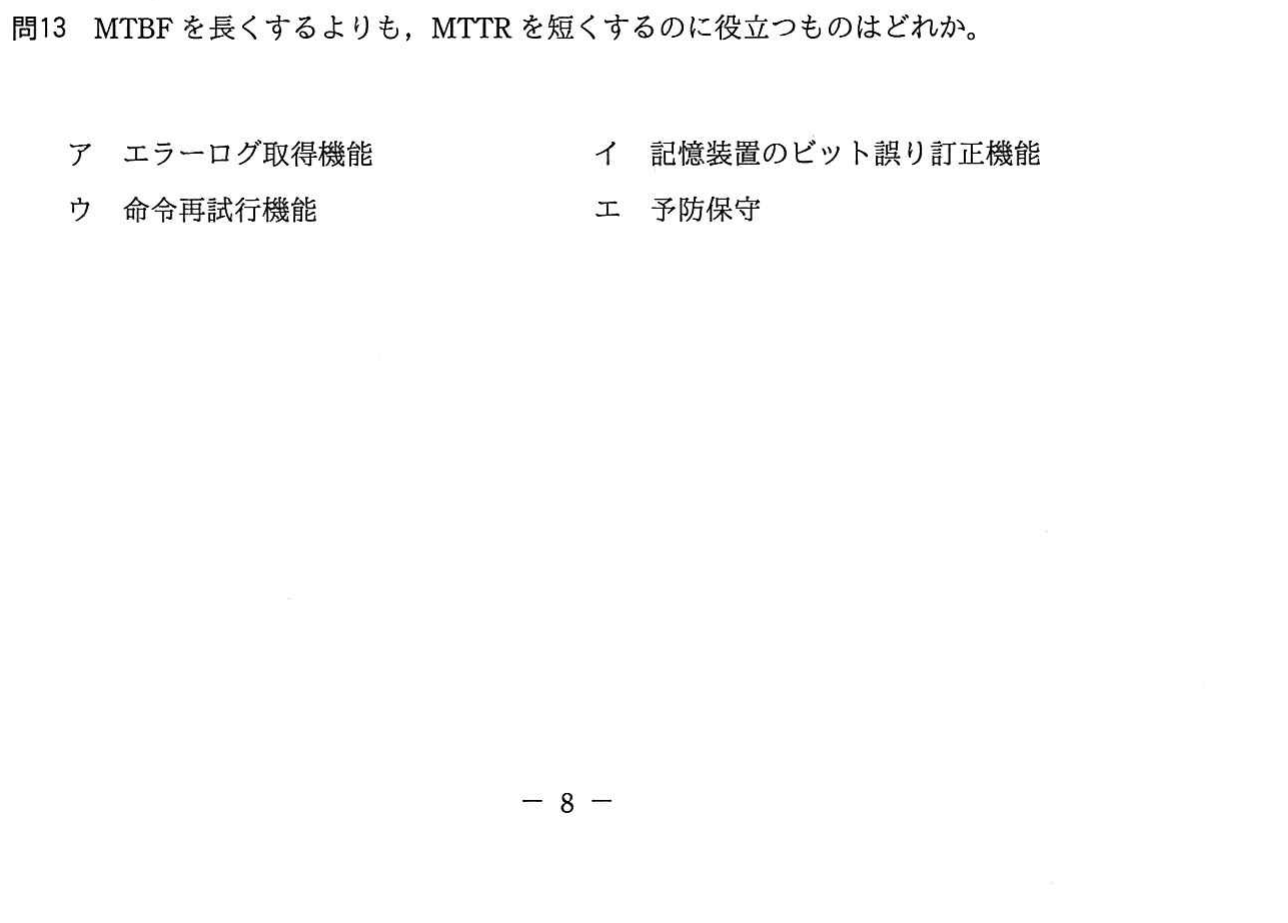 問13 MTBF を長くするよりも，MTTR を短くするのに役立つものはどれか。
ア エラーログ取得機能 イ 記憶装置のビット誤り訂正機能
ウ 命令再試行機能 エ 予防保守
－ 8 －